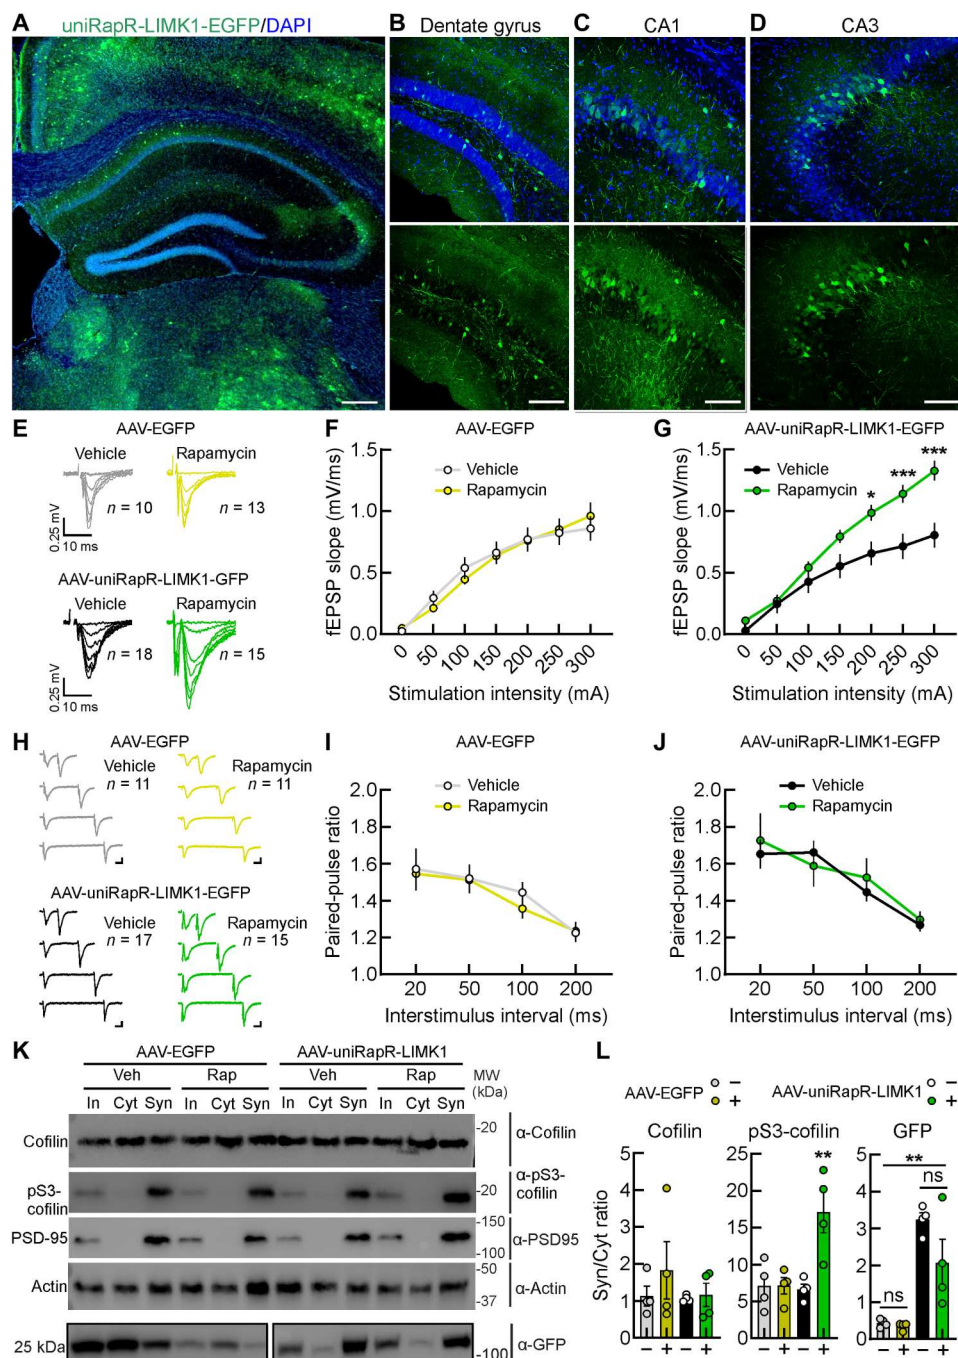 A uniRapR-LIMK1-EGFP/DAPI
B Dentate gyrus
C CA1
D CA3
E AAV-EGFP
Vehicle Rapamycin
n = 10 n = 13
0.25 mV
10 ms
AAV-uniRapR-LIMK1-GFP
Vehicle Rapamycin
n = 18 n = 15
0.25 mV
10 ms
F AAV-EGFP
Vehicle
Rapamycin
fEPSP slope (mV/ms)
1.5
1.0
0.5
0.0
0 50 100 150 200 250 300
Stimulation intensity (mA)
G AAV-uniRapR-LIMK1-EGFP
Vehicle
Rapamycin
* *** ***
fEPSP slope (mV/ms)
1.5
1.0
0.5
0.0
0 50 100 150 200 250 300
Stimulation intensity (mA)
H AAV-EGFP
Vehicle Rapamycin
n = 11 n = 11
AAV-uniRapR-LIMK1-EGFP
Vehicle Rapamycin
n = 17 n = 15
I AAV-EGFP
Vehicle
Rapamycin
Paired-pulse ratio
2.0
1.8
1.6
1.4
1.2
1.0
20 50 100 200
Interstimulus interval (ms)
J AAV-uniRapR-LIMK1-EGFP
Vehicle
Rapamycin
Paired-pulse ratio
2.0
1.8
1.6
1.4
1.2
1.0
20 50 100 200
Interstimulus interval (ms)
K AAV-EGFP AAV-uniRapR-LIMK1
Veh Rap Veh Rap MW (kDa)
In Cyt Syn In Cyt Syn In Cyt Syn In Cyt Syn
Cofilin -20 α-Cofilin
pS3-cofilin -20 α-pS3-cofilin
PSD-95 -150 -100 α-PSD95
Actin -50 -37 α-Actin
25 kDa -100 α-GFP
L AAV-EGFP − + AAV-uniRapR-LIMK1 − +
Syn/Cyt ratio
Cofilin
5
4
3
2
1
0
− + − +
pS3-cofilin
25
20
15
10
5
0
**
− + − +
GFP
5
4
3
2
1
0
**
ns
ns
− + − +